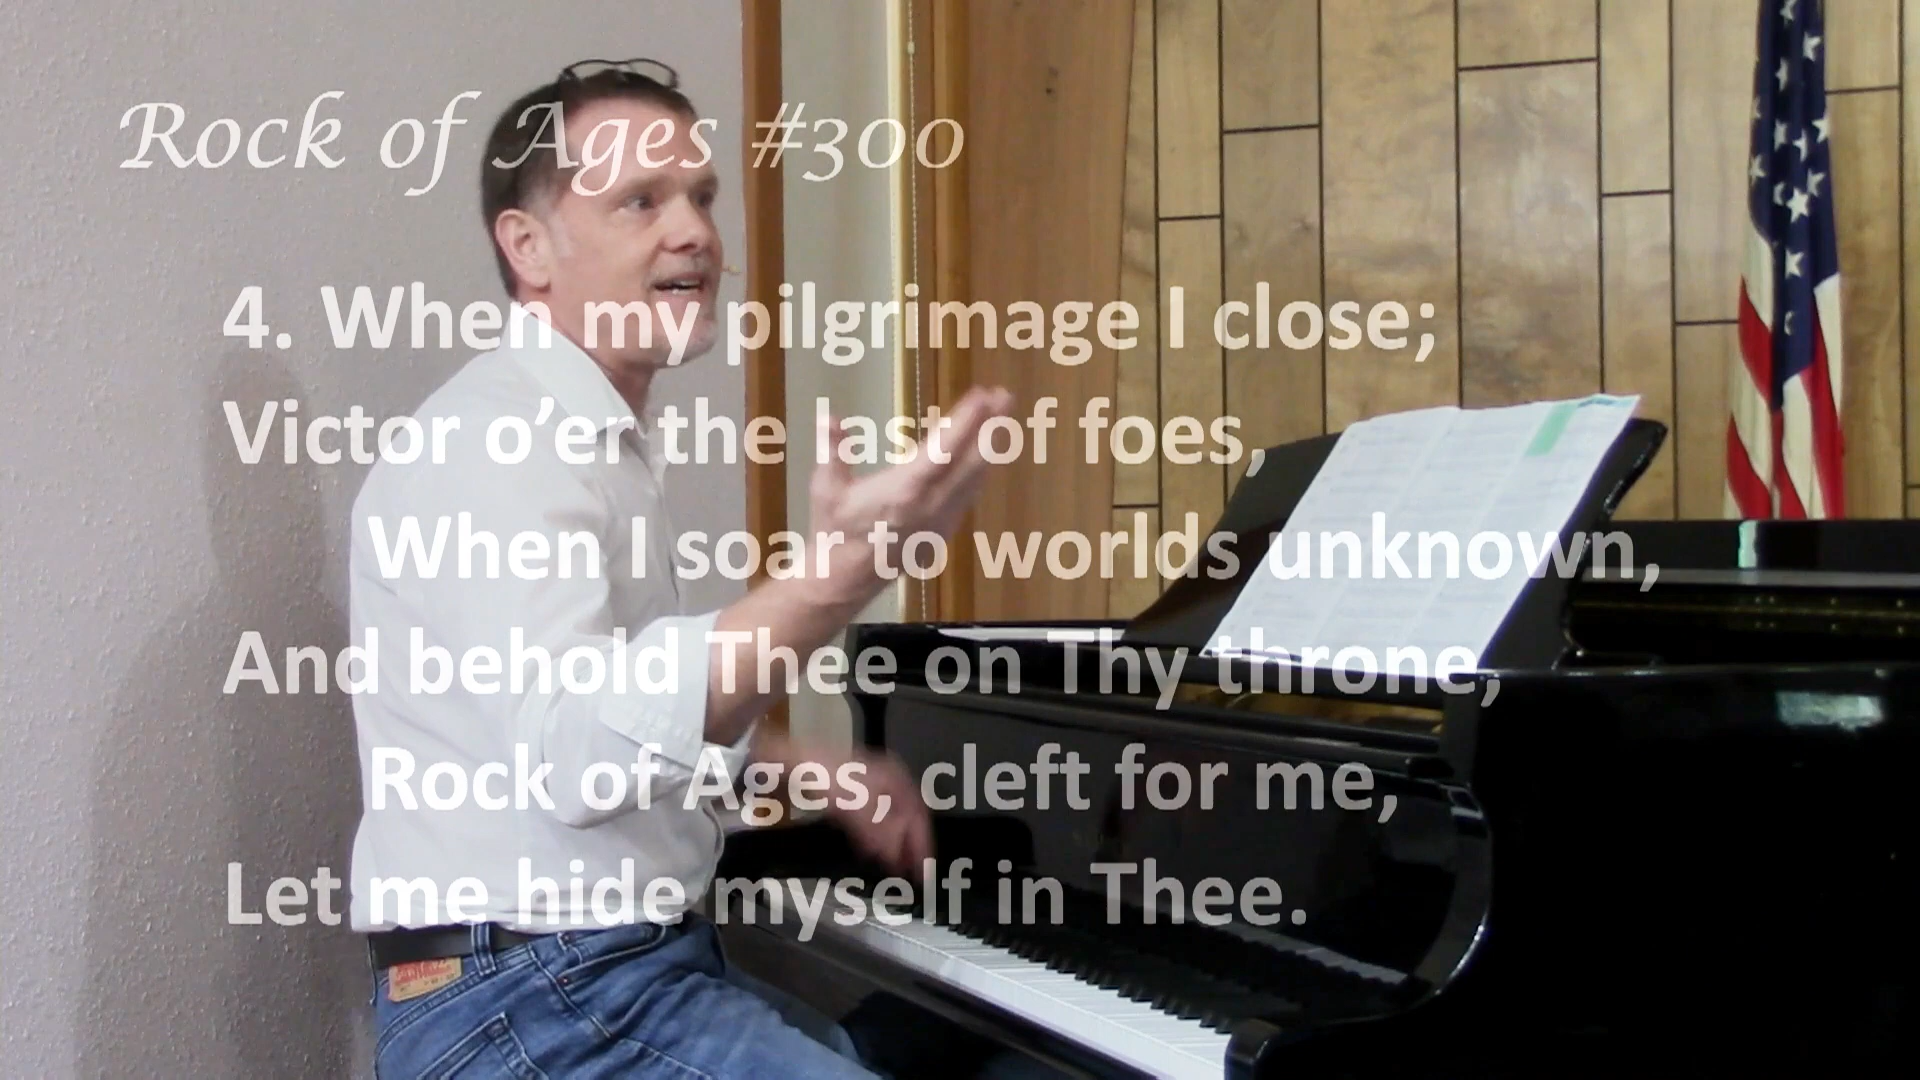 Rock of Ages #300
4. When my pilgrimage I close;
Victor o’er the last of foes,
When I soar to worlds unknown,
And behold Thee on Thy throne,
Rock of Ages, cleft for me,
Let me hide myself in Thee.